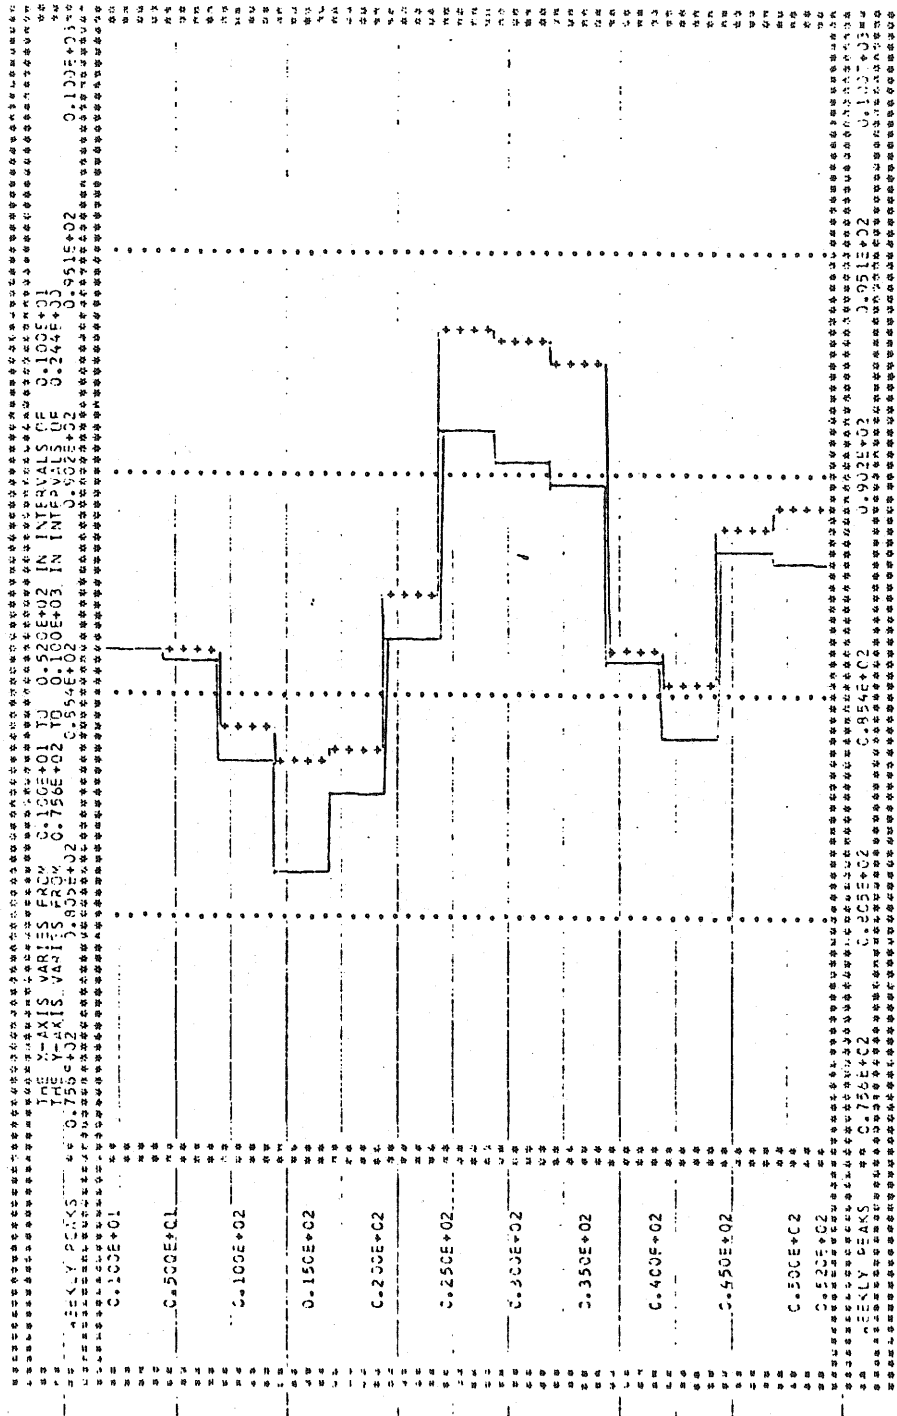 THE X-AXIS VARIES FROM 0.100E+01 TO 0.520E+02 IN INTERVALS OF 0.100E+01
THE Y-AXIS VARIES FROM 0.756E+02 TO 0.100E+03 IN INTERVALS OF 0.244E+00
WEEKLY PEAKS ** 0.756E+02 0.805E+02 0.854E+02 0.902E+02 0.951E+02 0.100E+03
0.100E+01
0.500E+01
0.100E+02
0.150E+02
0.200E+02
0.250E+02
0.300E+02
0.350E+02
0.400E+02
0.450E+02
0.500E+02
0.520E+02
WEEKLY PEAKS ** 0.756E+02 0.805E+02 0.854E+02 0.902E+02 0.951E+02 0.100E+03